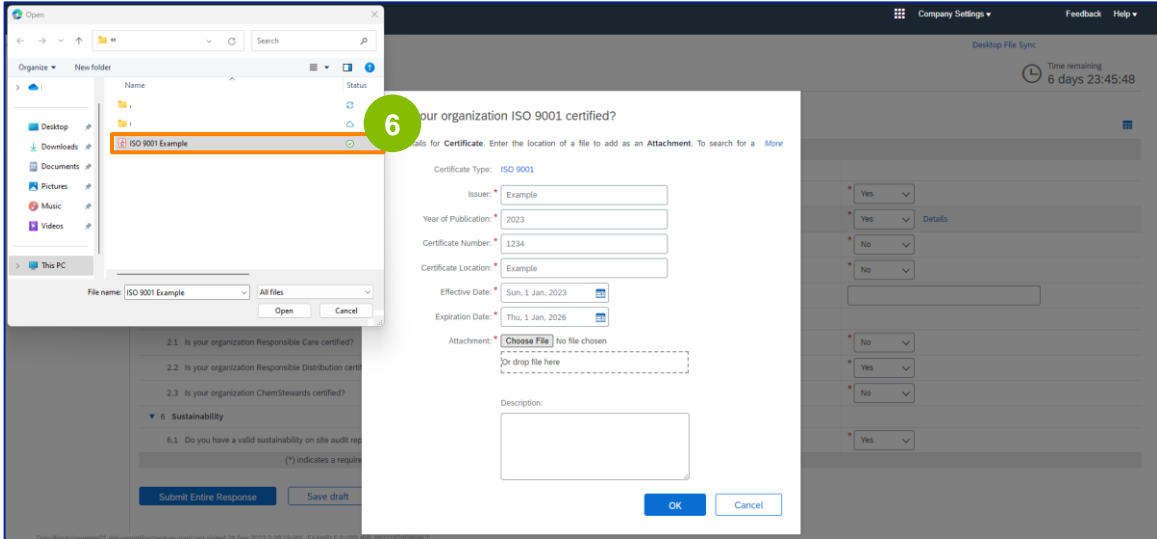 Open
Company Settings
Feedback Help
Search
Desktop File Sync
Organize New folder
Time remaining
6 days 23:45:48
Name Status
Desktop
Downloads
Documents
Pictures
Music
Videos
This PC
ISO 9001 Example
6
File name: ISO 9001 Example All files
Open Cancel
our organization ISO 9001 certified?
ails for Certificate. Enter the location of a file to add as an Attachment. To search for a More
Certificate Type: ISO 9001
Issuer: * Example
Year of Publication: * 2023
Certificate Number: * 1234
Certificate Location: * Example
Effective Date: * Sun, 1 Jan, 2023
Expiration Date: * Thu, 1 Jan, 2026
Attachment: * Choose File No file chosen
Or drop file here
Description:
OK Cancel
* Yes
* Yes Details
* No
* No
2.1 Is your organization Responsible Care certified? * No
2.2 Is your organization Responsible Distribution certi * Yes
2.3 Is your organization ChemStewards certified? * No
6 Sustainability
6.1 Do you have a valid sustainability on site audit rep * Yes
(*) indicates a require
Submit Entire Response Save draft